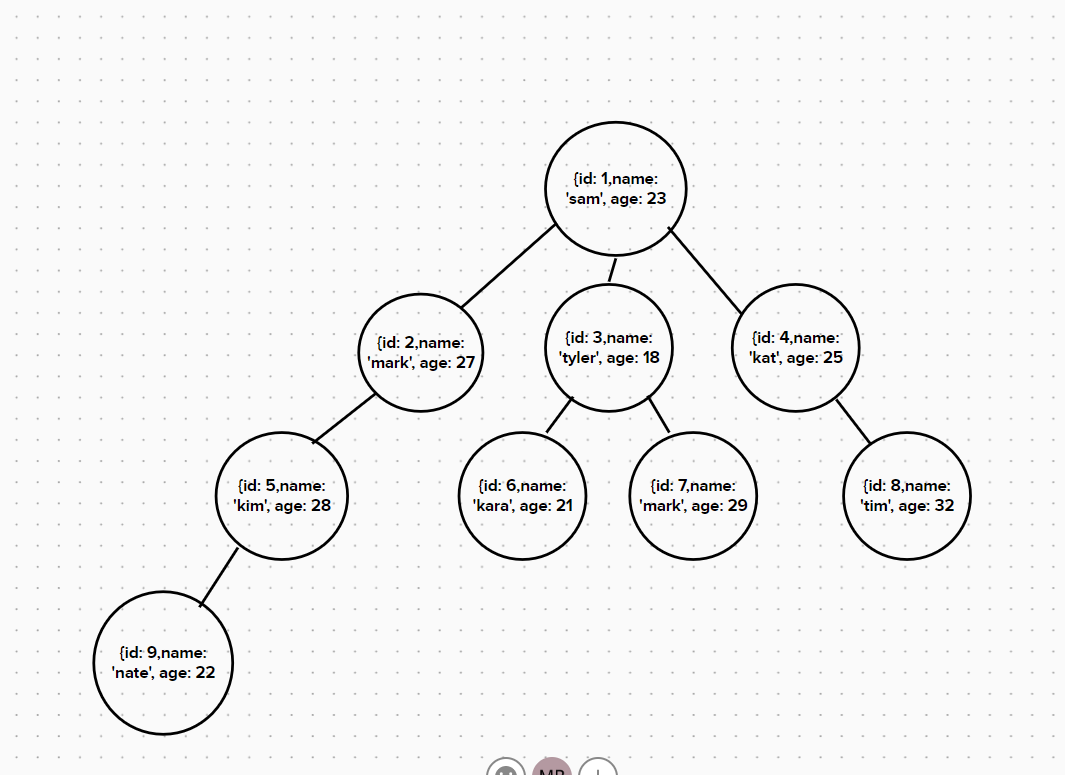 {id: 1,name:
'sam', age: 23
{id: 2,name:
'mark', age: 27
{id: 3,name:
'tyler', age: 18
{id: 4,name:
'kat', age: 25
{id: 5,name:
'kim', age: 28
{id: 6,name:
'kara', age: 21
{id: 7,name:
'mark', age: 29
{id: 8,name:
'tim', age: 32
{id: 9,name:
'nate', age: 22